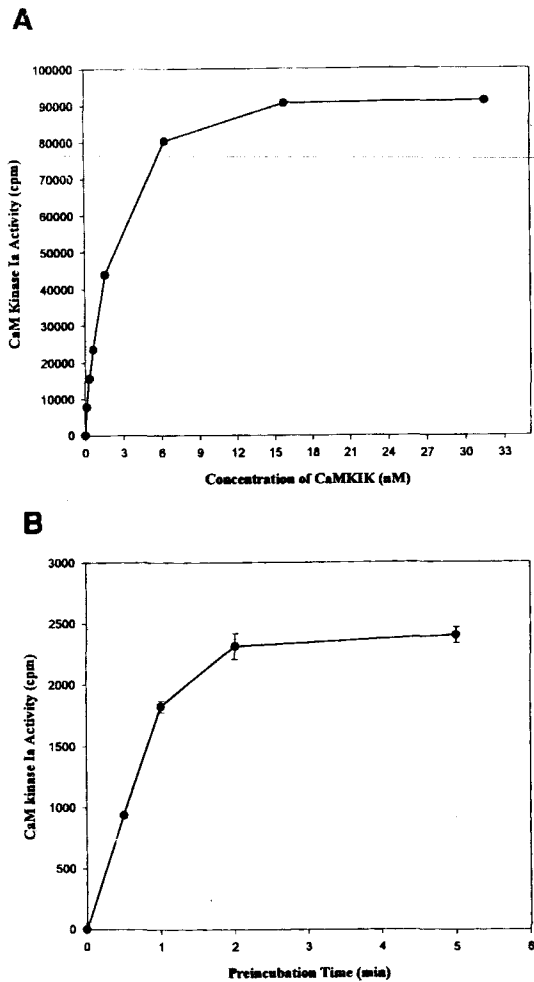 A
100000
90000
80000
70000
60000
50000
40000
30000
20000
10000
0
CaM Kinase Ia Activity (cpm)
0 3 6 9 12 15 18 21 24 27 30 33
Concentration of CaMKIK (nM)
B
3000
2500
2000
1500
1000
500
0
CaM kinase Ia Activity (cpm)
0 1 2 3 4 5 6
Preincubation Time (min)